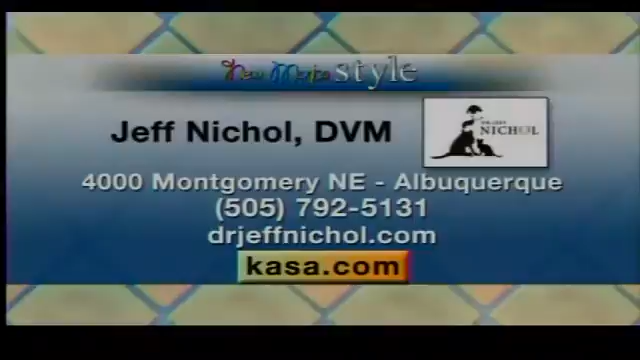 New Mexico style
Jeff Nichol, DVM
NICHOL
4000 Montgomery NE - Albuquerque
(505) 792-5131
drjeffnichol.com
kasa.com